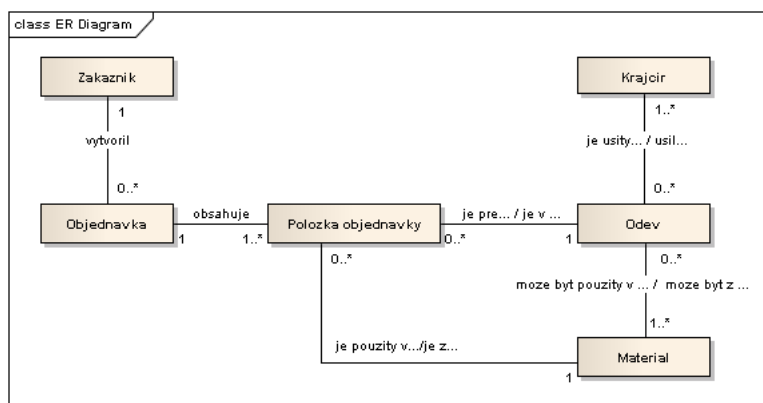 class ER Diagram
Zakaznik
Krajcir
1
1..*
vytvoril
je usity... / usil...
0..*
0..*
Objednavka
obsahuje
Polozka objednavky
je pre... / je v ...
Odev
1
1..*
0..*
1
0..*
0..*
moze byt pouzity v ... / moze byt z ...
1..*
je pouzity v.../je z...
Material
1